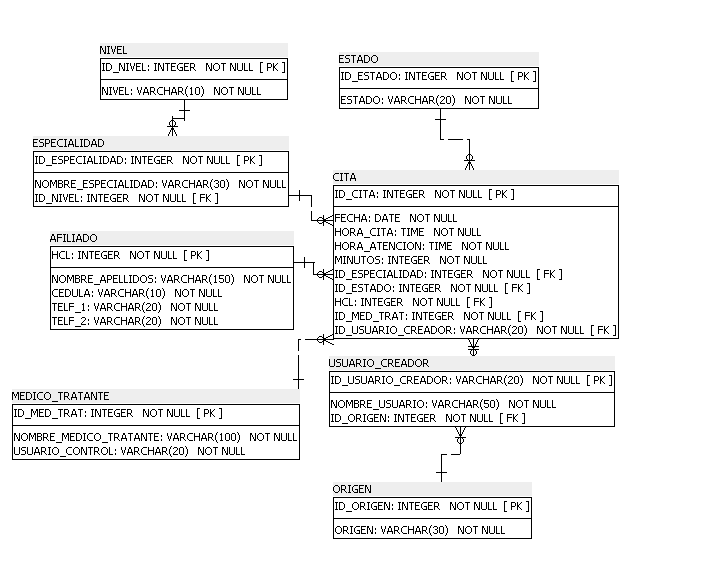 NIVEL
ID_NIVEL: INTEGER NOT NULL [ PK ]
NIVEL: VARCHAR(10) NOT NULL
ESTADO
ID_ESTADO: INTEGER NOT NULL [ PK ]
ESTADO: VARCHAR(20) NOT NULL
ESPECIALIDAD
ID_ESPECIALIDAD: INTEGER NOT NULL [ PK ]
NOMBRE_ESPECIALIDAD: VARCHAR(30) NOT NULL
ID_NIVEL: INTEGER NOT NULL [ FK ]
CITA
ID_CITA: INTEGER NOT NULL [ PK ]
FECHA: DATE NOT NULL
HORA_CITA: TIME NOT NULL
HORA_ATENCION: TIME NOT NULL
MINUTOS: INTEGER NOT NULL
ID_ESPECIALIDAD: INTEGER NOT NULL [ FK ]
ID_ESTADO: INTEGER NOT NULL [ FK ]
HCL: INTEGER NOT NULL [ FK ]
ID_MED_TRAT: INTEGER NOT NULL [ FK ]
ID_USUARIO_CREADOR: VARCHAR(20) NOT NULL [ FK ]
AFILIADO
HCL: INTEGER NOT NULL [ PK ]
NOMBRE_APELLIDOS: VARCHAR(150) NOT NULL
CEDULA: VARCHAR(10) NOT NULL
TELF_1: VARCHAR(20) NOT NULL
TELF_2: VARCHAR(20) NOT NULL
USUARIO_CREADOR
ID_USUARIO_CREADOR: VARCHAR(20) NOT NULL [ PK ]
NOMBRE_USUARIO: VARCHAR(50) NOT NULL
ID_ORIGEN: INTEGER NOT NULL [ FK ]
MEDICO_TRATANTE
ID_MED_TRAT: INTEGER NOT NULL [ PK ]
NOMBRE_MEDICO_TRATANTE: VARCHAR(100) NOT NULL
USUARIO_CONTROL: VARCHAR(20) NOT NULL
ORIGEN
ID_ORIGEN: INTEGER NOT NULL [ PK ]
ORIGEN: VARCHAR(30) NOT NULL